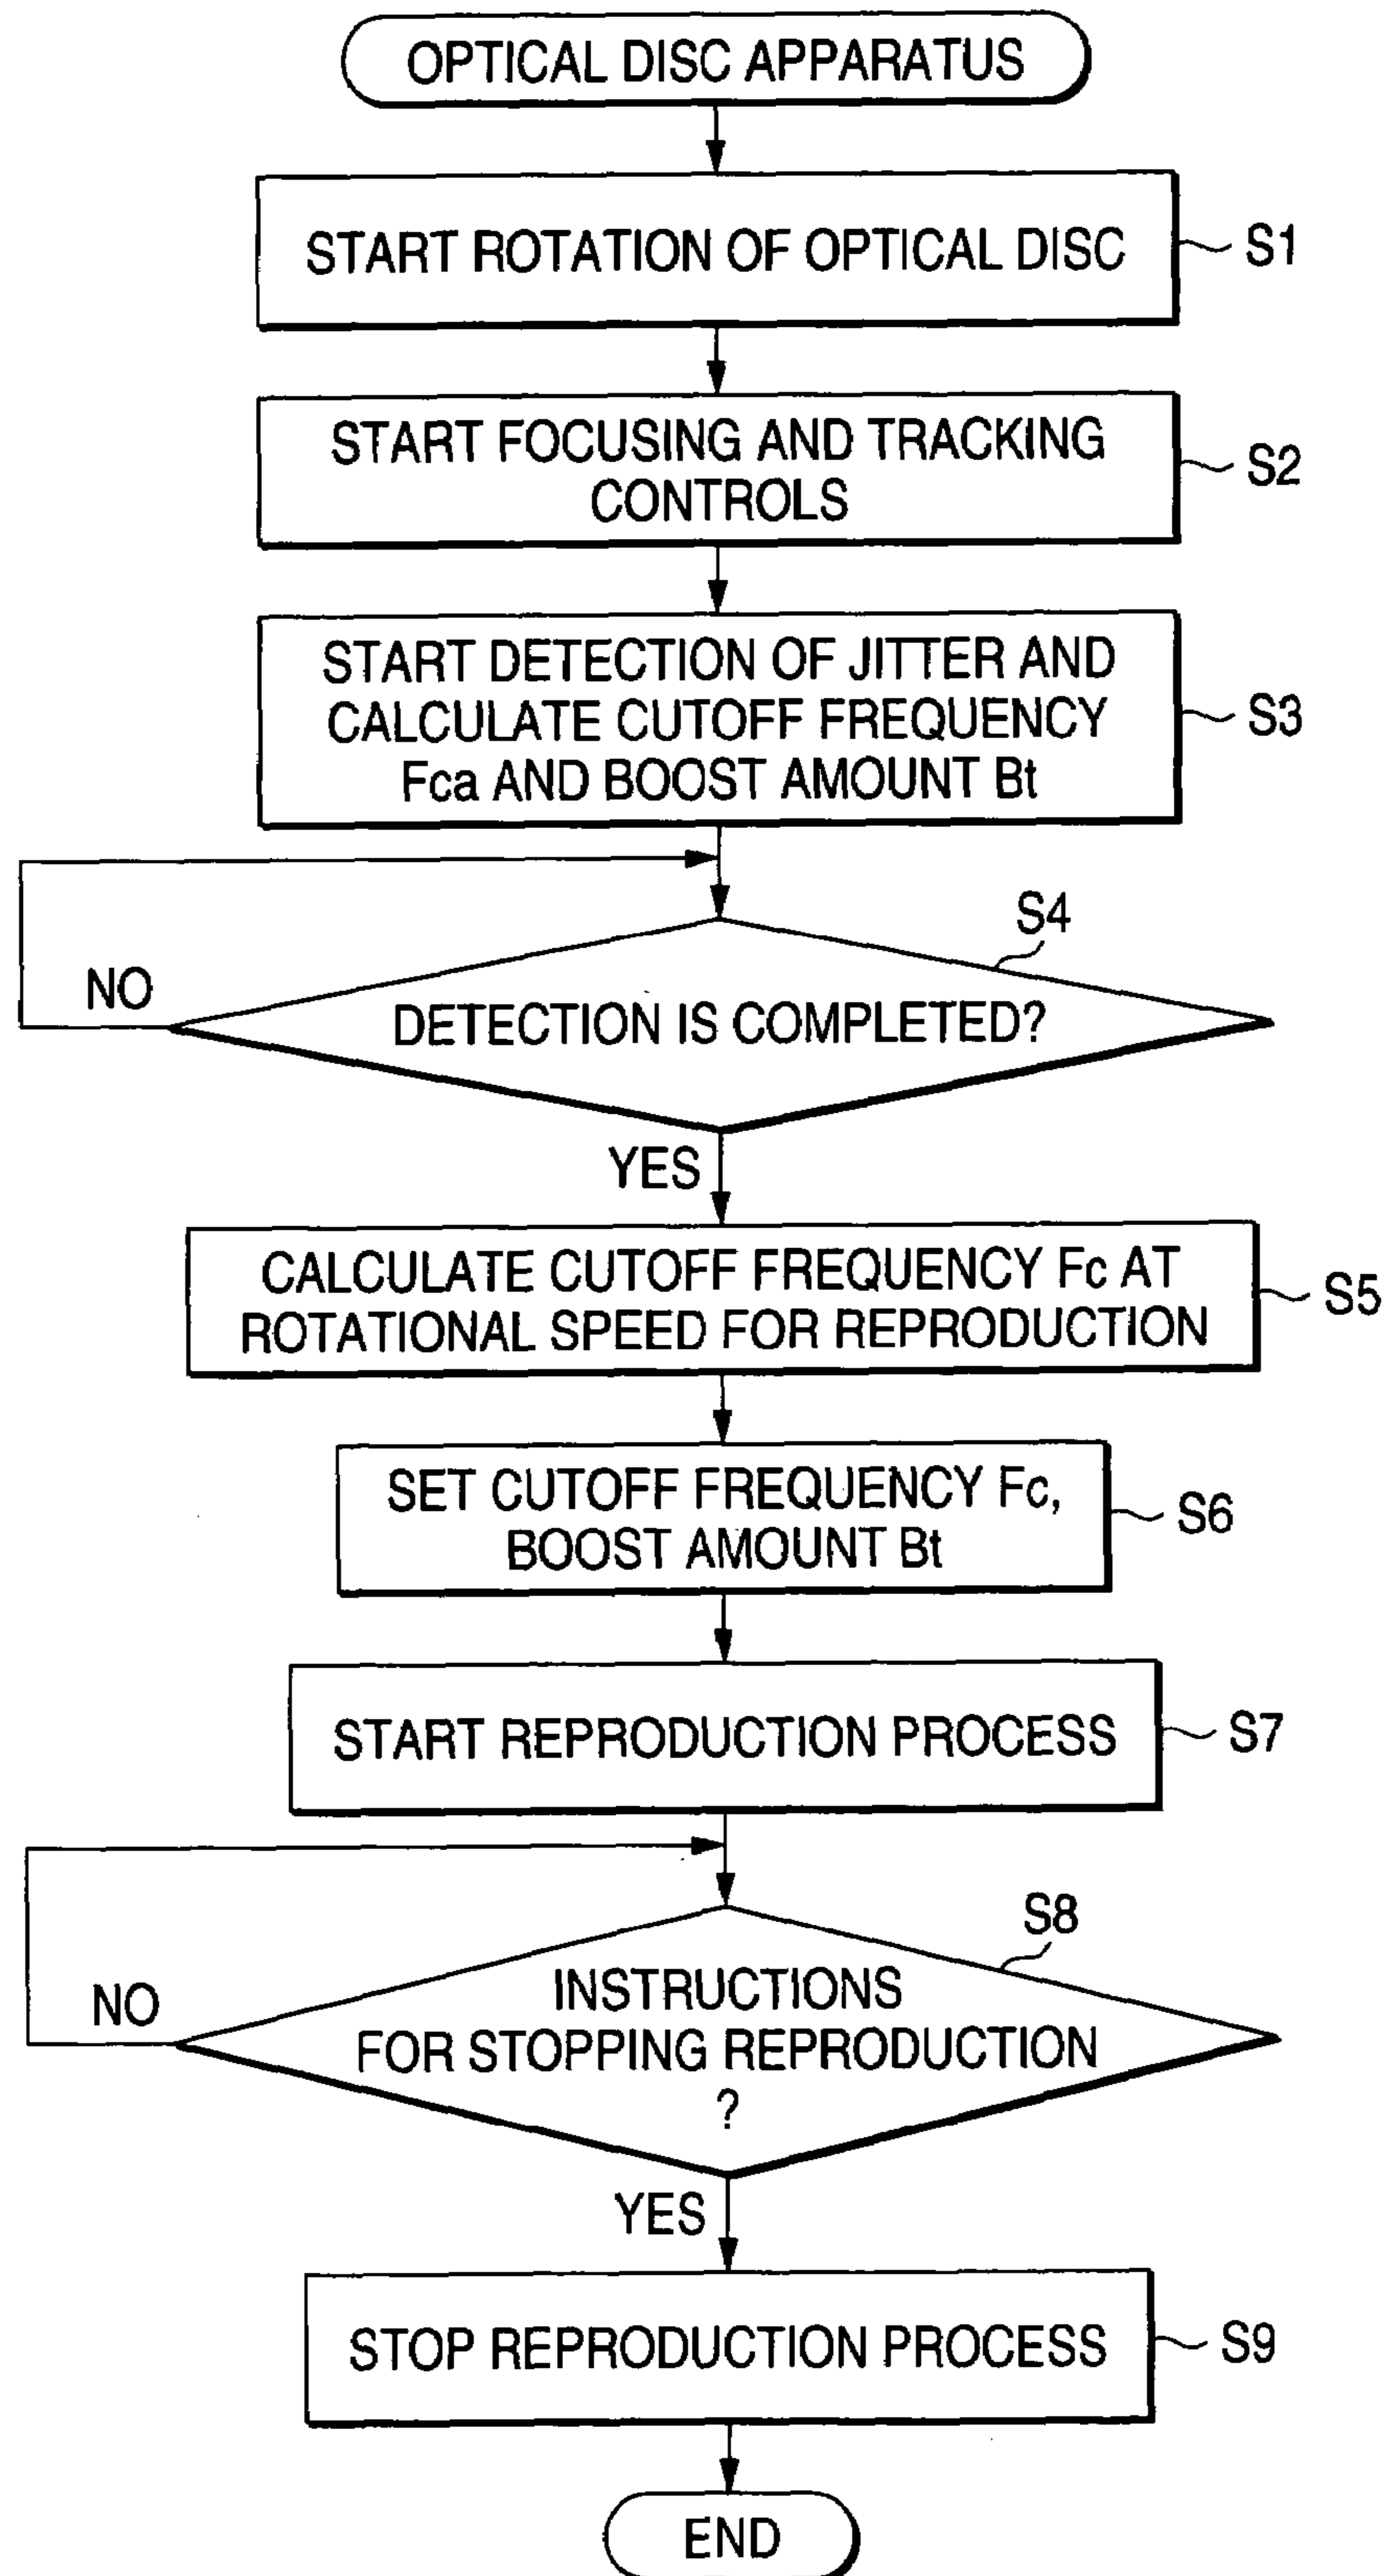 OPTICAL DISC APPARATUS
START ROTATION OF OPTICAL DISC
S1
START FOCUSING AND TRACKING
CONTROLS
S2
START DETECTION OF JITTER AND
CALCULATE CUTOFF FREQUENCY
Fca AND BOOST AMOUNT Bt
S3
S4
NO
DETECTION IS COMPLETED?
YES
CALCULATE CUTOFF FREQUENCY Fc AT
ROTATIONAL SPEED FOR REPRODUCTION
S5
SET CUTOFF FREQUENCY Fc,
BOOST AMOUNT Bt
S6
START REPRODUCTION PROCESS
S7
S8
NO
INSTRUCTIONS
FOR STOPPING REPRODUCTION
?
YES
STOP REPRODUCTION PROCESS
S9
END